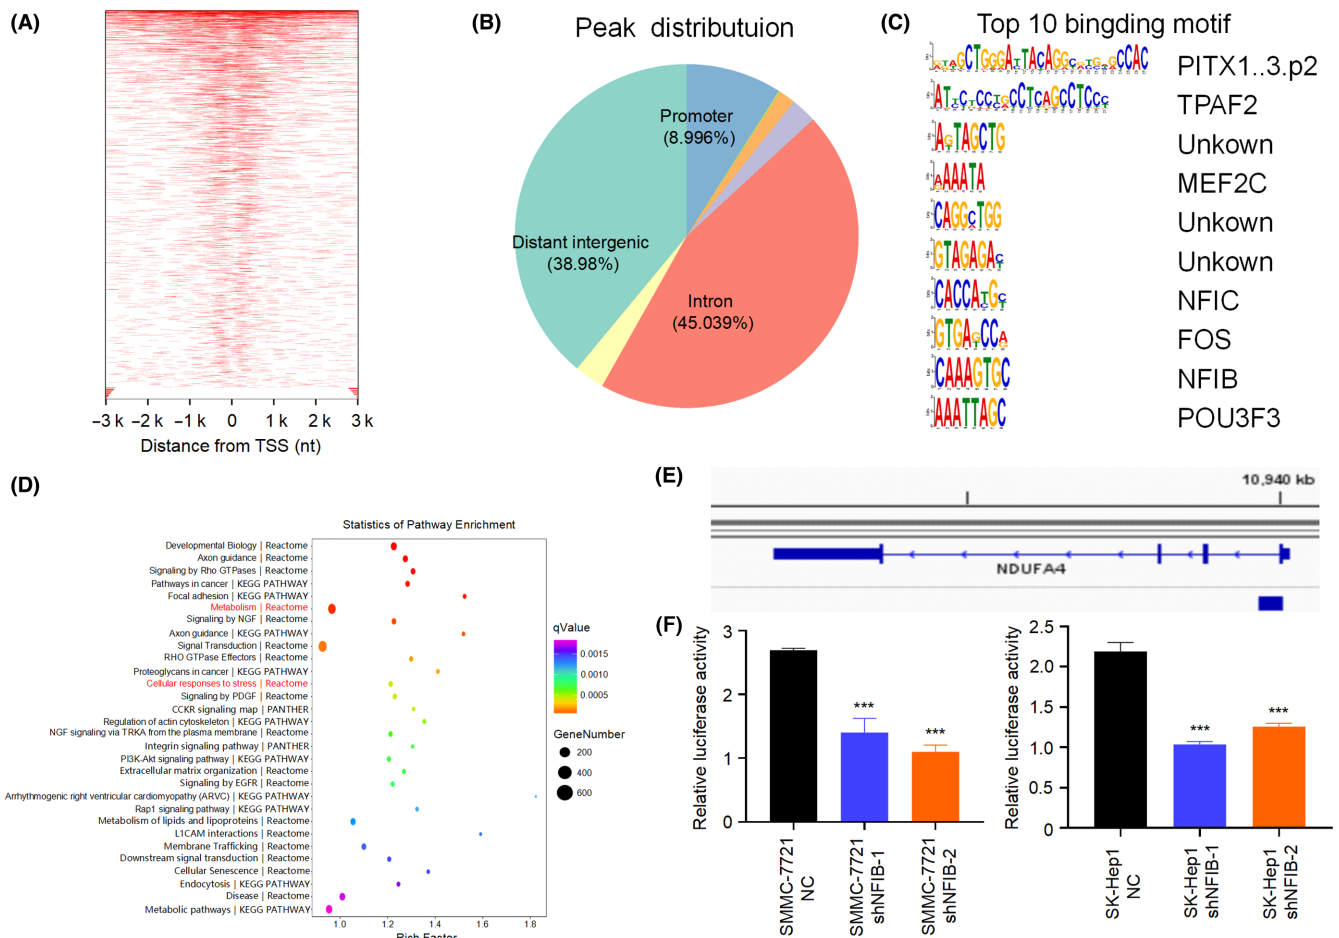 (A)
−3 k −2 k −1 k 0 1 k 2 k 3 k
Distance from TSS (nt)
(B)
Peak distributuion
Promoter
(8.996%)
Distant intergenic
(38.98%)
Intron
(45.039%)
(C)
Top 10 bingding motif
PITX1..3.p2
TPAF2
Unkown
MEF2C
Unkown
Unkown
NFIC
FOS
NFIB
POU3F3
(D)
Statistics of Pathway Enrichment
Developmental Biology | Reactome
Axon guidance | Reactome
Signaling by Rho GTPases | Reactome
Pathways in cancer | KEGG PATHWAY
Focal adhesion | KEGG PATHWAY
Metabolism | Reactome
Signaling by NGF | Reactome
Axon guidance | KEGG PATHWAY
Signal Transduction | Reactome
RHO GTPase Effectors | Reactome
Proteoglycans in cancer | KEGG PATHWAY
Cellular responses to stress | Reactome
Signaling by PDGF | Reactome
CCKR signaling map | PANTHER
Regulation of actin cytoskeleton | KEGG PATHWAY
NGF signaling via TRKA from the plasma membrane | Reactome
Integrin signaling pathway | PANTHER
PI3K-Akt signaling pathway | KEGG PATHWAY
Extracellular matrix organization | Reactome
Signaling by EGFR | Reactome
Arrhythmogenic right ventricular cardiomyopathy (ARVC) | KEGG PATHWAY
Rap1 signaling pathway | KEGG PATHWAY
Metabolism of lipids and lipoproteins | Reactome
L1CAM interactions | Reactome
Membrane Trafficking | Reactome
Downstream signal transduction | Reactome
Cellular Senescence | Reactome
Endocytosis | KEGG PATHWAY
Disease | Reactome
Metabolic pathways | KEGG PATHWAY
1.0 1.2 1.4 1.6 1.8
Rich Factor
qValue
0.0015
0.0010
0.0005
GeneNumber
200
400
600
(E)
10,940 kb
NDUFA4
(F)
Relative luciferase activity
3
2
1
0
***
***
SMMC-7721
NC
SMMC-7721
shNFIB-1
SMMC-7721
shNFIB-2
Relative luciferase activity
2.5
2.0
1.5
1.0
0.5
0
***
***
SK-Hep1
NC
SK-Hep1
shNFIB-1
SK-Hep1
shNFIB-2